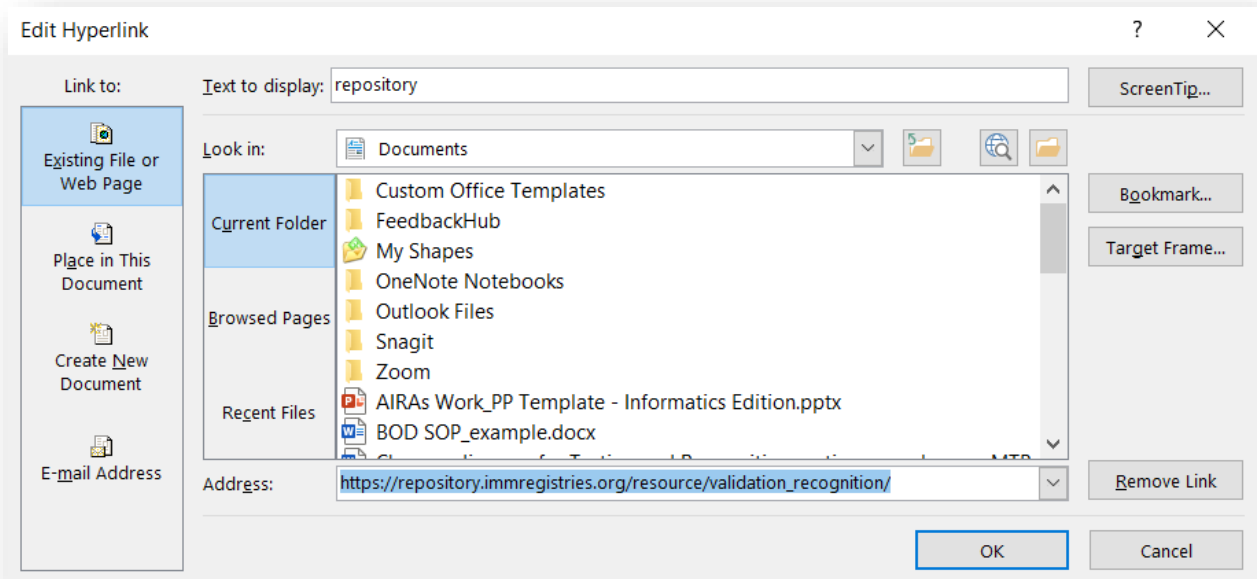 Edit Hyperlink
?
Link to:
Text to display:
repository
ScreenTip...
Existing File or
Web Page
Look in:
Documents
Current Folder
Custom Office Templates
FeedbackHub
My Shapes
OneNote Notebooks
Outlook Files
Snagit
Zoom
AIRAs Work_PP Template - Informatics Edition.pptx
BOD SOP_example.docx
Bookmark...
Target Frame...
Place in This
Document
Browsed Pages
Create New
Document
Recent Files
E-mail Address
Address:
https://repository.immregistries.org/resource/validation_recognition/
Remove Link
OK
Cancel